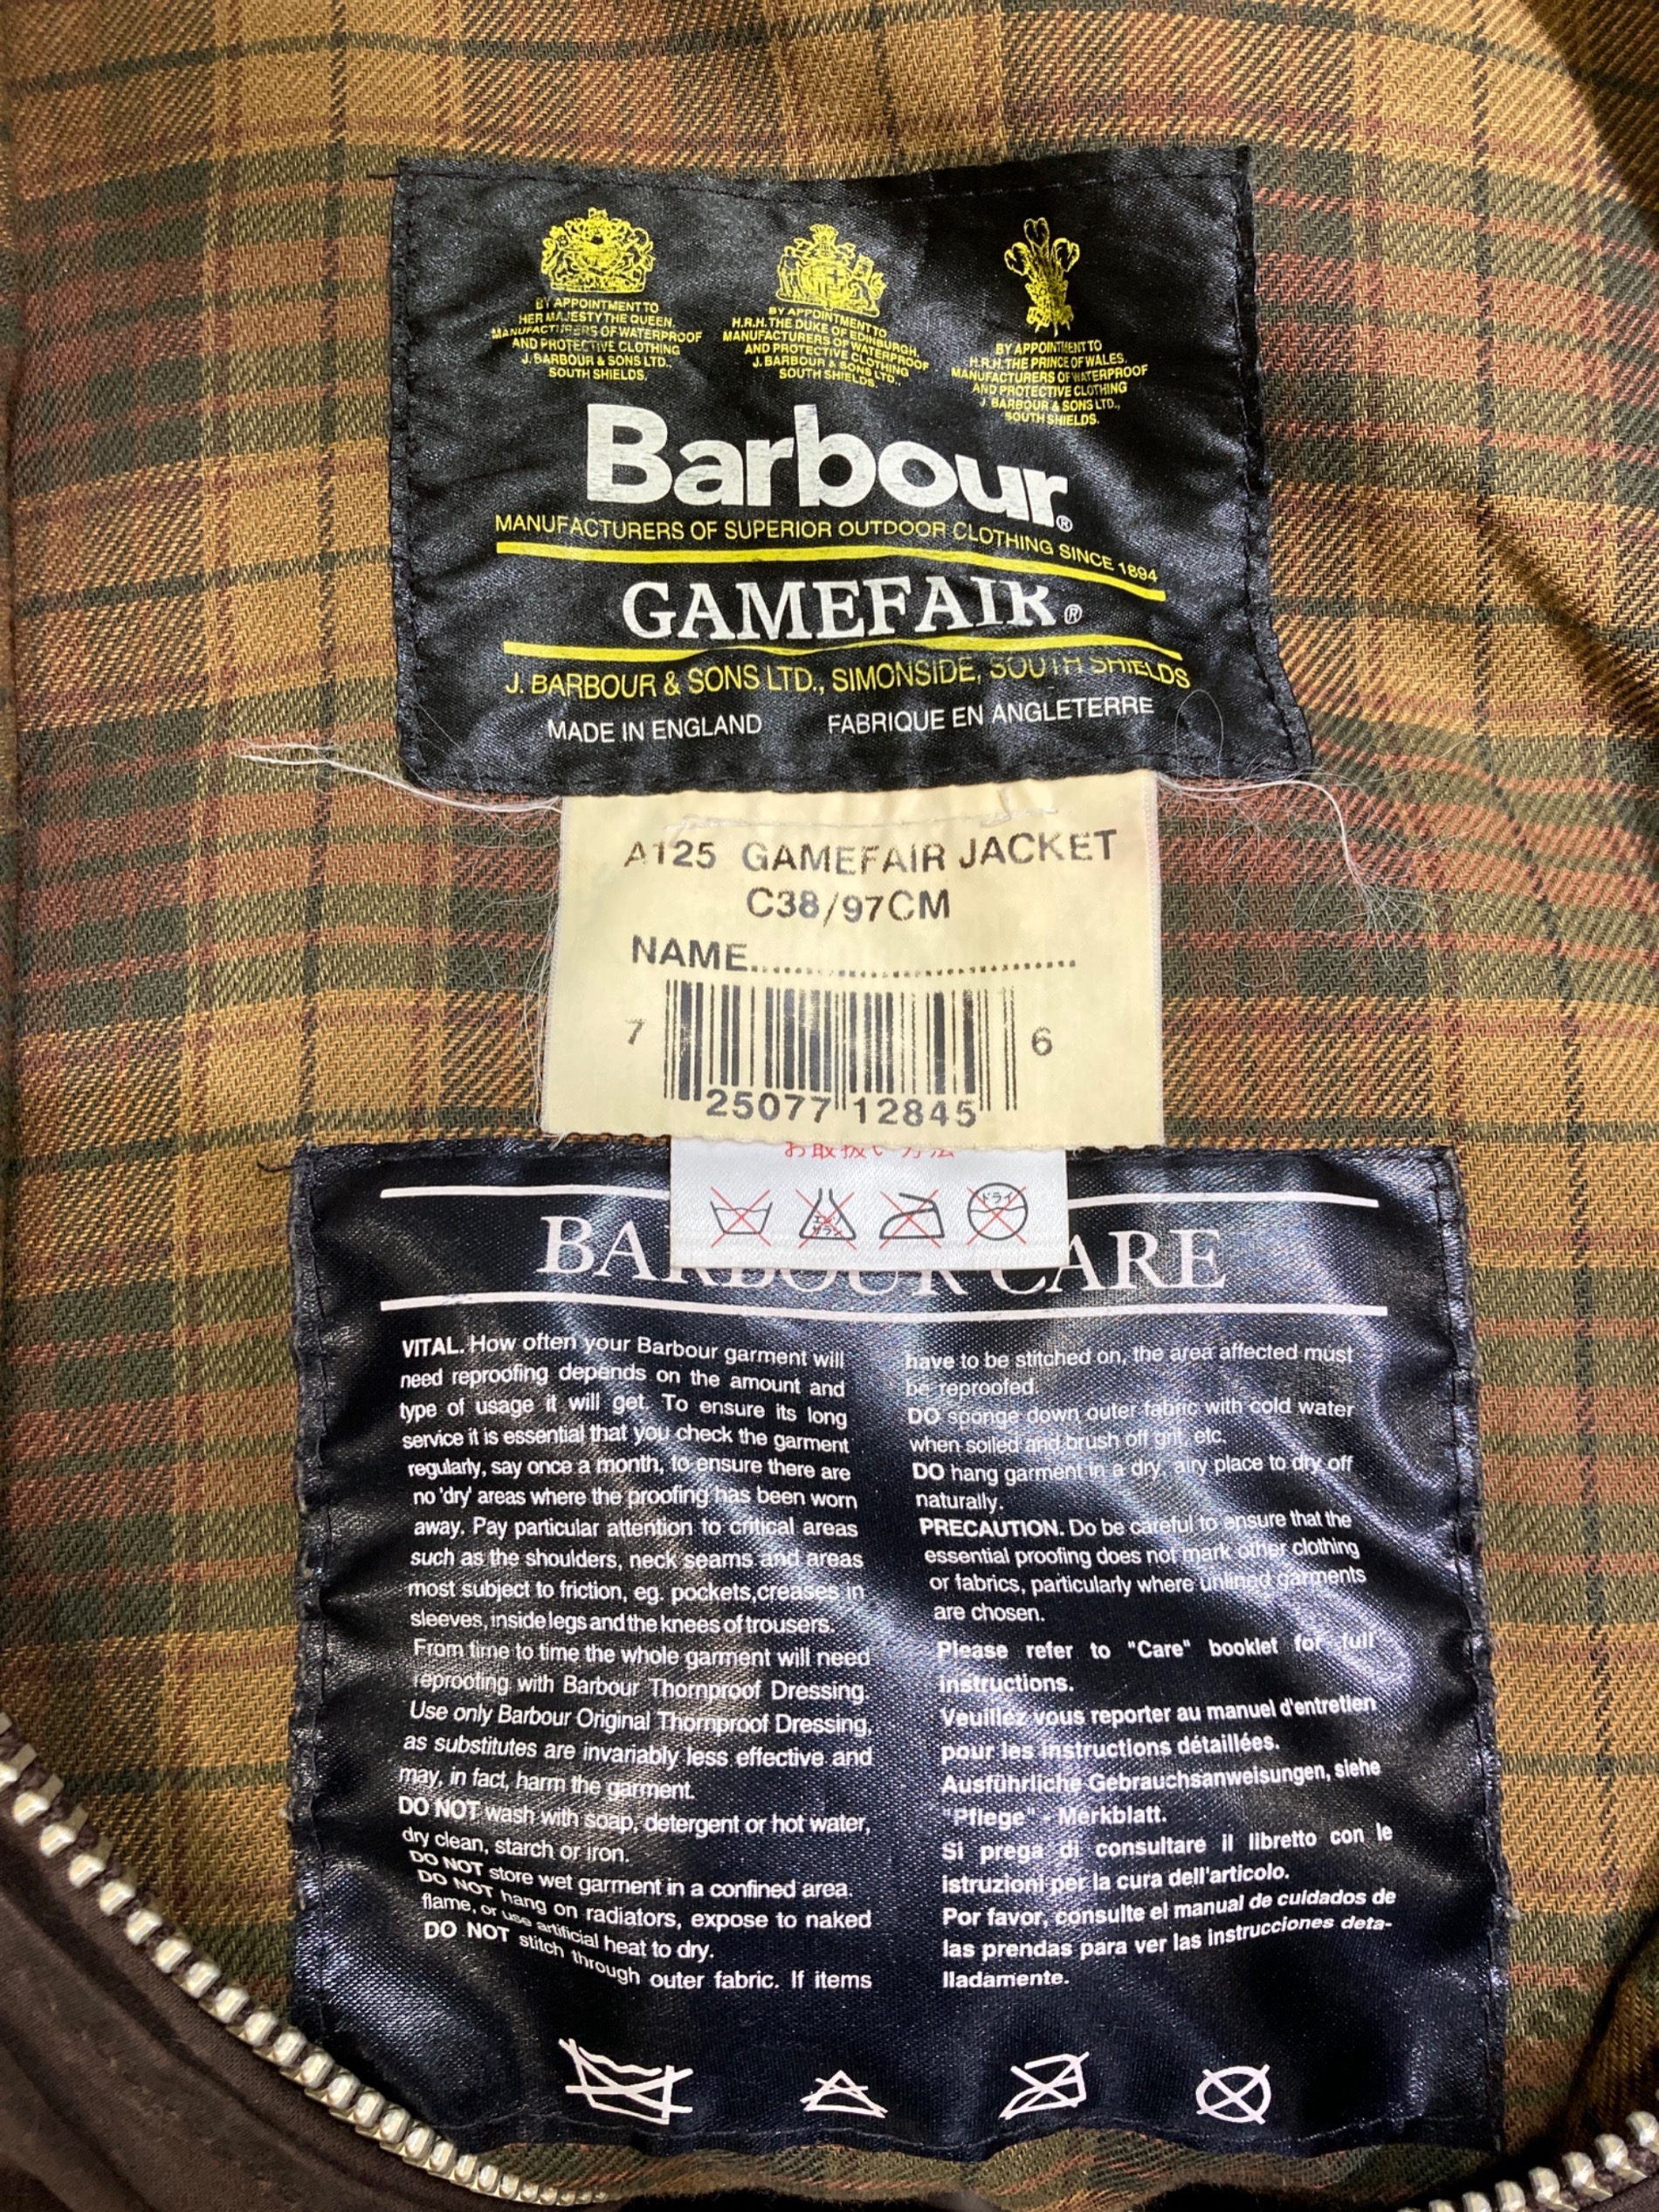 BY APPOINTMENT TO
HER MAJESTY THE QUEEN.
MANUFACTURERS OF WATERPROOF
AND PROTECTIVE CLOTHING
J. BARBOUR & SONS LTD.,
SOUTH SHIELDS.
BY APPOINTMENT TO
H.R.H. THE DUKE OF EDINBURGH.
MANUFACTURERS OF WATERPROOF
AND PROTECTIVE CLOTHING
J. BARBOUR & SONS LTD.,
SOUTH SHIELDS.
BY APPOINTMENT TO
H.R.H. THE PRINCE OF WALES.
MANUFACTURERS OF WATERPROOF
AND PROTECTIVE CLOTHING
J. BARBOUR & SONS LTD.,
SOUTH SHIELDS.
Barbour®
MANUFACTURERS OF SUPERIOR OUTDOOR CLOTHING SINCE 1894
GAMEFAIR®
J. BARBOUR & SONS LTD., SIMONSIDE, SOUTH SHIELDS
MADE IN ENGLAND FABRIQUE EN ANGLETERRE
A125 GAMEFAIR JACKET
C38/97CM
NAME..............................
7 25077 12845 6
お取扱い方法
エンソ サラシ ドライ
BARBOUR CARE
VITAL. How often your Barbour garment will
need reproofing depends on the amount and
type of usage it will get. To ensure its long
service it is essential that you check the garment
regularly, say once a month, to ensure there are
no 'dry' areas where the proofing has been worn
away. Pay particular attention to critical areas
such as the shoulders, neck seams and areas
most subject to friction, eg. pockets,creases in
sleeves, inside legs and the knees of trousers.
From time to time the whole garment will need
reproofing with Barbour Thornproof Dressing.
Use only Barbour Original Thornproof Dressing,
as substitutes are invariably less effective and
may, in fact, harm the garment.
DO NOT wash with soap, detergent or hot water,
dry clean, starch or iron.
DO NOT store wet garment in a confined area.
DO NOT hang on radiators, expose to naked
flame, or use artificial heat to dry.
DO NOT stitch through outer fabric. If items
have to be stitched on, the area affected must
be reproofed.
DO sponge down outer fabric with cold water
when soiled and brush off grit, etc.
DO hang garment in a dry, airy place to dry off
naturally.
PRECAUTION. Do be careful to ensure that the
essential proofing does not mark other clothing
or fabrics, particularly where unlined garments
are chosen.
Please refer to "Care" booklet for full
instructions.
Veuillez vous reporter au manuel d'entretien
pour les instructions détaillées.
Ausführliche Gebrauchsanweisungen, siehe
"Pflege" - Merkblatt.
Si prega di consultare il libretto con le
istruzioni per la cura dell'articolo.
Por favor, consulte el manual de cuidados de
las prendas para ver las instrucciones deta-
lladamente.